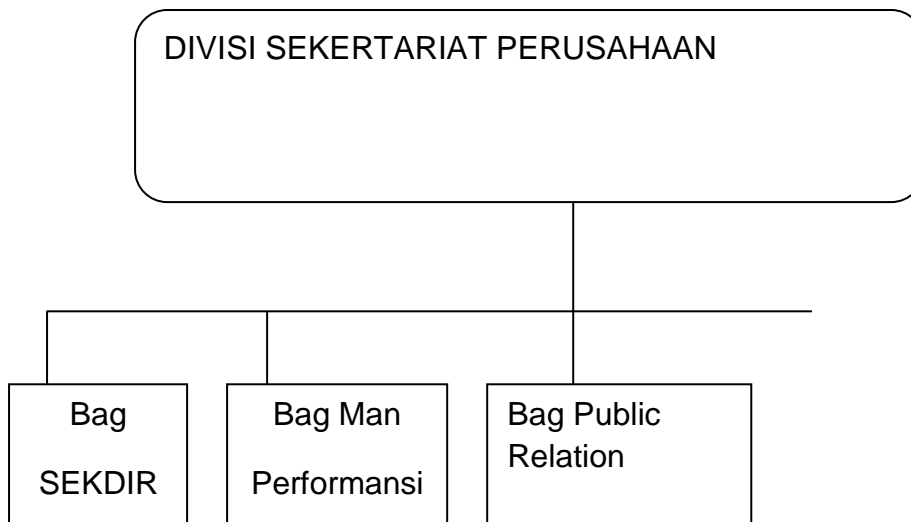 DIVISI SEKERTARIAT PERUSAHAAN
Bag
SEKDIR
Bag Man
Performansi
Bag Public
Relation